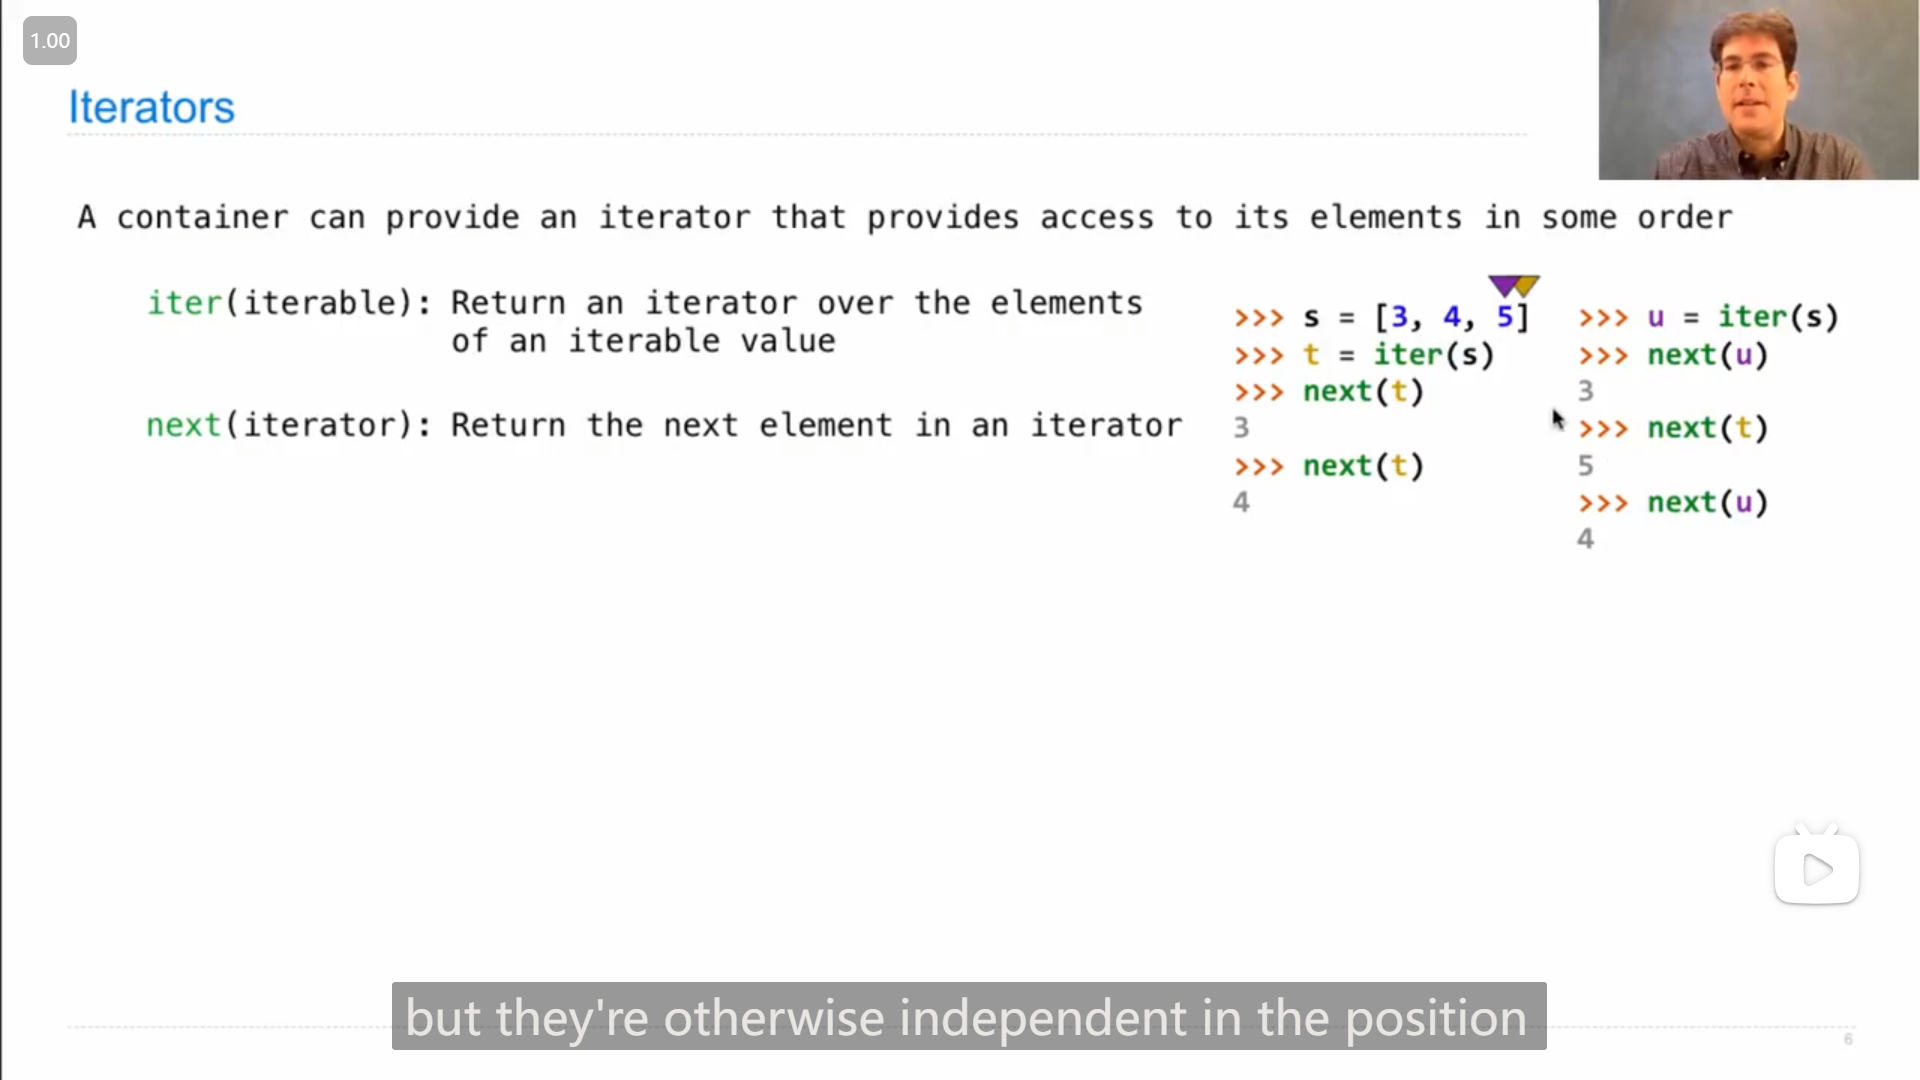 1.00
Iterators
A container can provide an iterator that provides access to its elements in some order
iter(iterable): Return an iterator over the elements
of an iterable value
next(iterator): Return the next element in an iterator
>>> s = [3, 4, 5]
>>> t = iter(s)
>>> next(t)
3
>>> next(t)
4
>>> u = iter(s)
>>> next(u)
3
>>> next(t)
5
>>> next(u)
4
but they're otherwise independent in the position
6